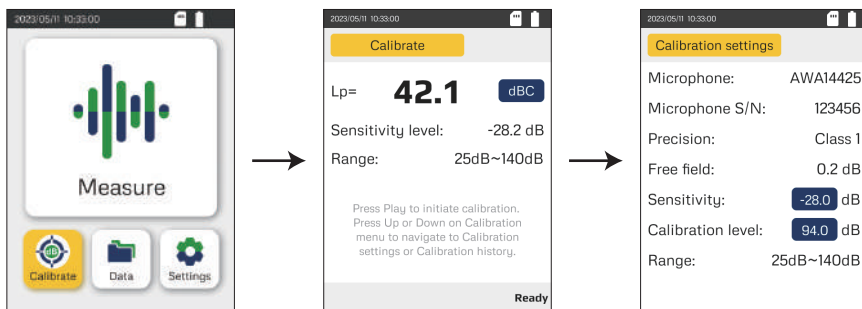 2023/05/11 10:33:00
Measure
dB
Calibrate
Data
Settings
2023/05/11 10:33:00
Calibrate
Lp= 42.1 dBC
Sensitivity level: -28.2 dB
Range: 25dB~140dB
Press Play to initiate calibration.
Press Up or Down on Calibration
menu to navigate to Calibration
settings or Calibration history.
Ready
2023/05/11 10:33:00
Calibration settings
Microphone: AWA14425
Microphone S/N: 123456
Precision: Class 1
Free field: 0.2 dB
Sensitivity: -28.0 dB
Calibration level: 94.0 dB
Range: 25dB~140dB